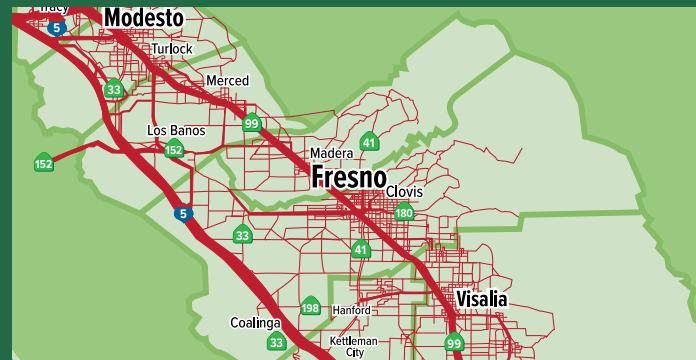 Tracy
Modesto
5
Turlock
Merced
33
99
Los Banos
152
152
41
Madera
Fresno
Clovis
180
5
33
41
Visalia
198
Hanford
Coalinga
33
Kettleman
City
99